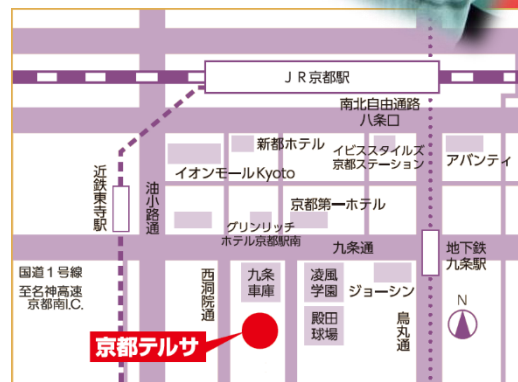 JR京都駅
南北自由通路
八条口
新都ホテル
イオンモールKyoto
イビススタイルズ
京都ステーション
アバンティ
近鉄東寺駅
油小路通
京都第一ホテル
グリンリッチ
ホテル京都駅南
九条通
地下鉄
九条駅
国道1号線
至名神高速
京都南I.C.
西洞院通
九条
車庫
凌風
学園
ジョーシン
殿田
球場
烏丸通
N
京都テルサ